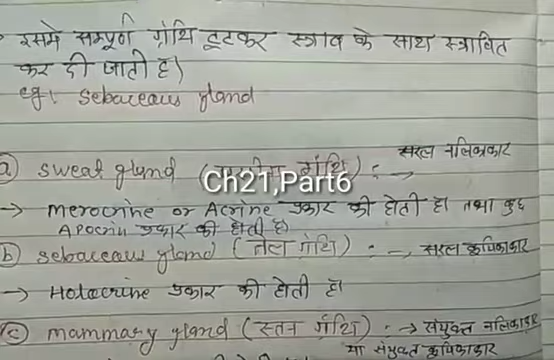 इसमे सम्पूर्ण ग्रंथि टूटकर स्त्राव के साथ स्त्रावित
कर दी जाती है)
eg. sebaceous gland
सरल नलिकाकार
a) sweat gland ( ग्रंथि) : →
Ch21,Part6
→ merocrine or Acrine प्रकार की होती है। तथा कुछ
Apocrin प्रकार की होती है)
b) sebaceous gland (तेल ग्रंथि) : → सरल कूपिकाकार
→ Holocrine प्रकार की होती है।
c) mammary gland (स्तन ग्रंथि) : → संयुक्त नलिकाकार
या संयुक्त कूपिकाकार